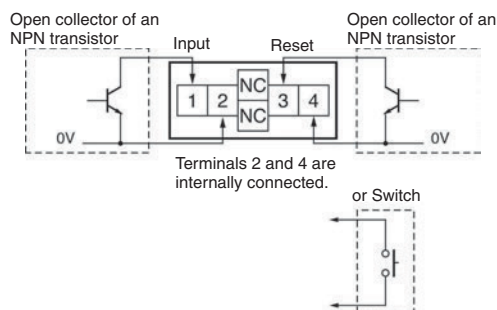 Open collector of an
NPN transistor
Open collector of an
NPN transistor
Input
Reset
NC
1 2 3 4
NC
0V
0V
Terminals 2 and 4 are
internally connected.
or Switch